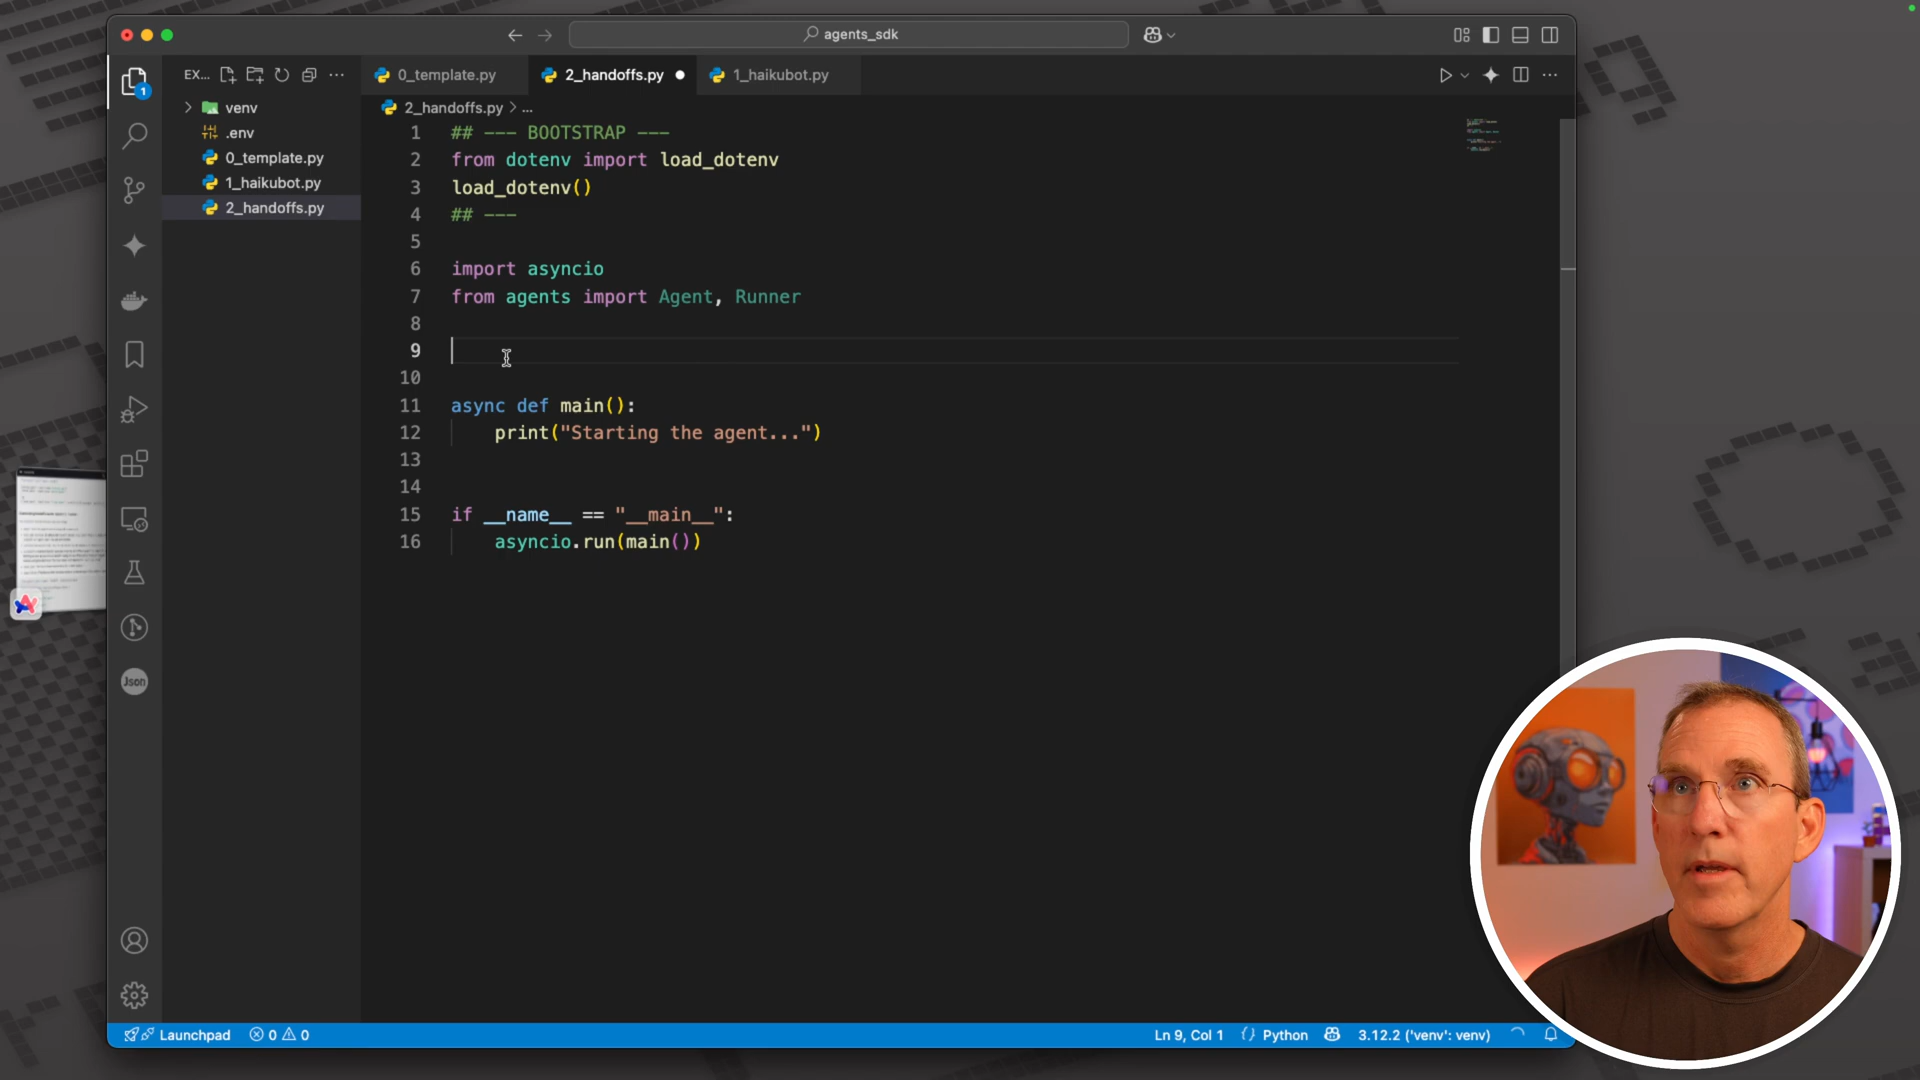 agents_sdk
EX...
0_template.py
2_handoffs.py
1_haikubot.py
1
venv
.env
0_template.py
1_haikubot.py
2_handoffs.py
2_handoffs.py > ...
1 ## --- BOOTSTRAP ---
2 from dotenv import load_dotenv
3 load_dotenv()
4 ## ---
5
6 import asyncio
7 from agents import Agent, Runner
8
9
10
11 async def main():
12 print("Starting the agent...")
13
14
15 if __name__ == "__main__":
16 asyncio.run(main())
Json
Launchpad 0 0 Ln 9, Col 1 {} Python 3.12.2 ('venv': venv)